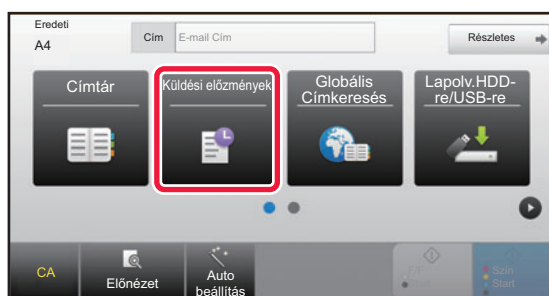 Eredeti
A4
Cím
E-mail Cím
Részletes
Címtár
Küldési előzmények
Globális
Címkeresés
Lapolv.HDD-
re/USB-re
CA
Előnézet
Auto
beállítás
Szín
Start